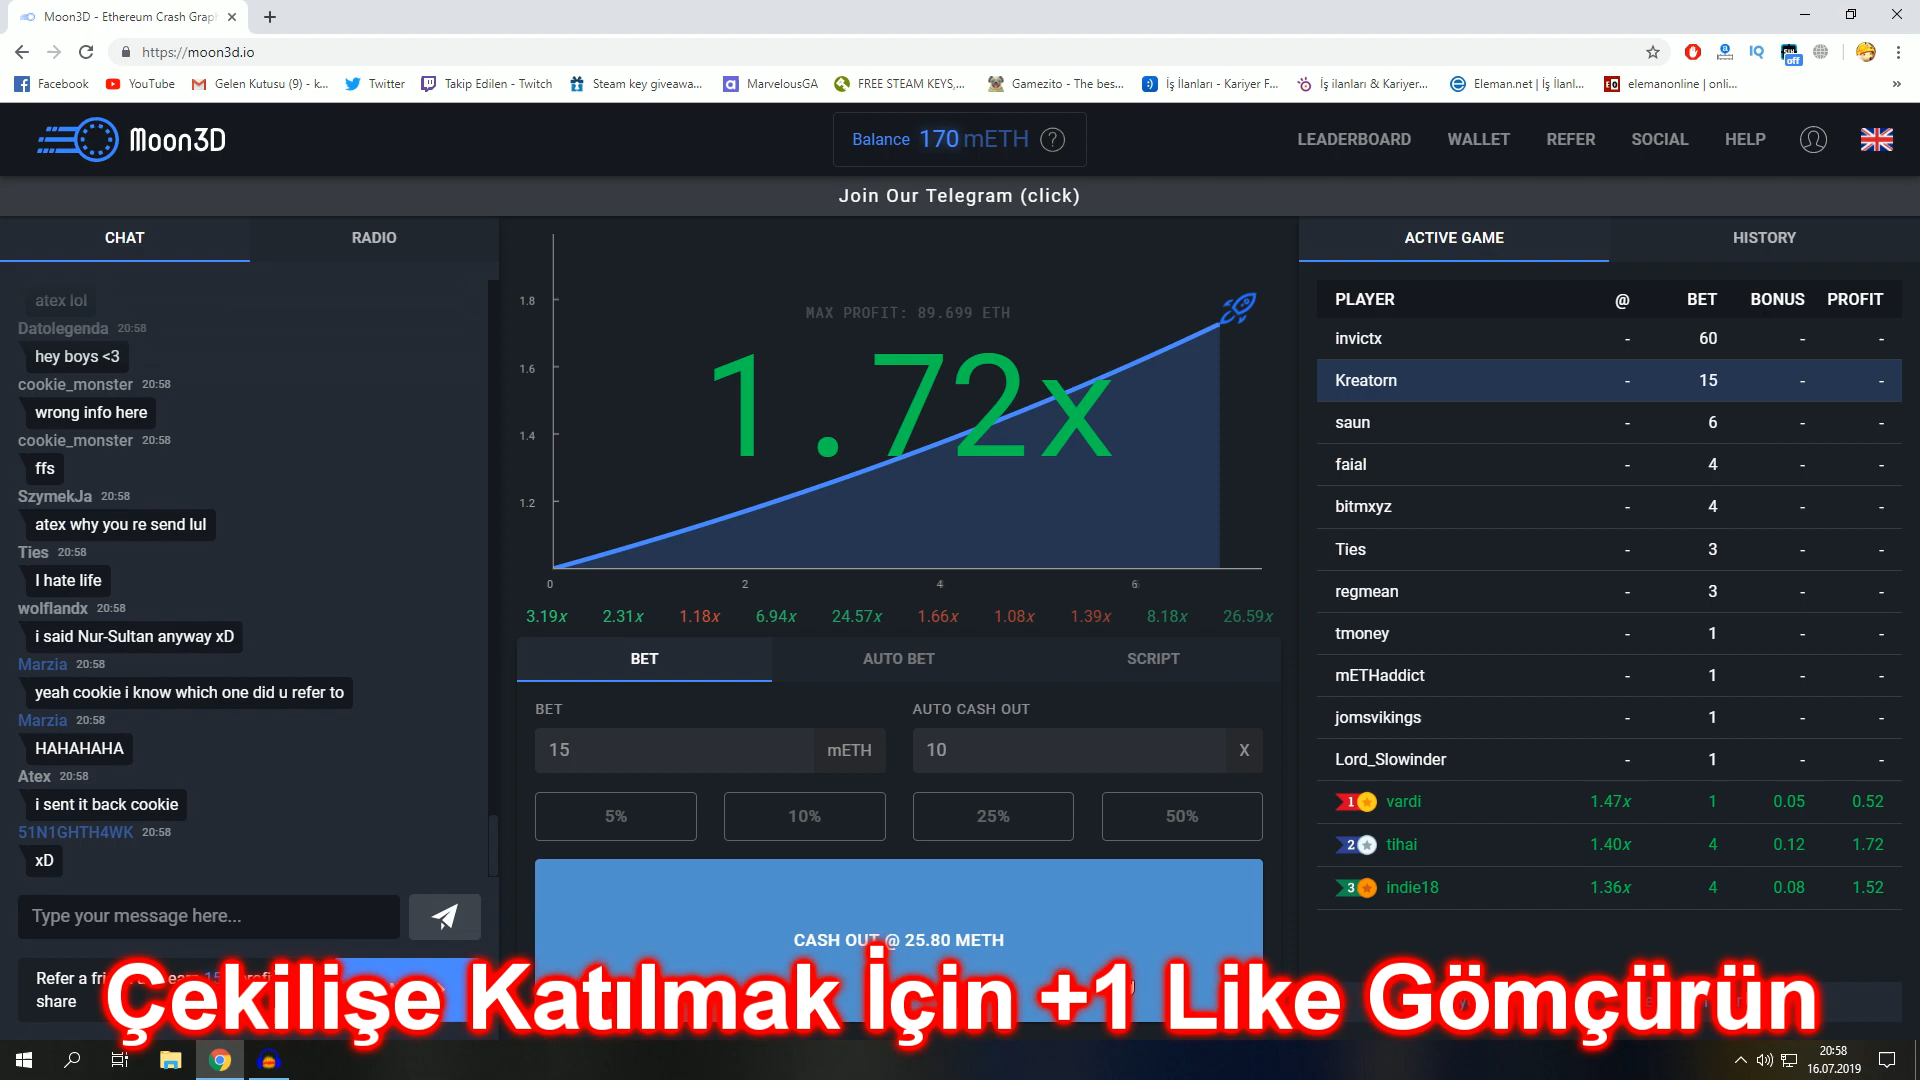 Moon3D - Ethereum Crash Grap
https://moon3d.io
IQ
off
Facebook
YouTube
Gelen Kutusu (9) - k...
Twitter
Takip Edilen - Twitch
Steam key giveawa...
MarvelousGA
FREE STEAM KEYS,...
Gamezito - The bes...
İş İlanları - Kariyer F...
İş ilanları & Kariyer...
Eleman.net | İş İlanl...
elemanonline | onli...
Moon3D
Balance 170 mETH ?
LEADERBOARD
WALLET
REFER
SOCIAL
HELP
Join Our Telegram (click)
CHAT
RADIO
atex lol
Datolegenda 20:58
hey boys <3
cookie_monster 20:58
wrong info here
cookie_monster 20:58
ffs
SzymekJa 20:58
atex why you re send lul
Ties 20:58
I hate life
wolflandx 20:58
i said Nur-Sultan anyway xD
Marzia 20:58
yeah cookie i know which one did u refer to
Marzia 20:58
HAHAHAHA
Atex 20:58
i sent it back cookie
51N1GHTH4WK 20:58
xD
Type your message here...
Refer a fri
share
1.8
1.6
1.4
1.2
MAX PROFIT: 89.699 ETH
1.72x
0 2 4 6
3.19x 2.31x 1.18x 6.94x 24.57x 1.66x 1.08x 1.39x 8.18x 26.59x
BET
AUTO BET
SCRIPT
BET
AUTO CASH OUT
15 mETH
10 X
5% 10% 25% 50%
CASH OUT @ 25.80 METH
ACTIVE GAME
HISTORY
PLAYER @ BET BONUS PROFIT
invictx - 60 - -
Kreatorn - 15 - -
saun - 6 - -
faial - 4 - -
bitmxyz - 4 - -
Ties - 3 - -
regmean - 3 - -
tmoney - 1 - -
mETHaddict - 1 - -
jomsvikings - 1 - -
Lord_Slowinder - 1 - -
1 vardi 1.47x 1 0.05 0.52
2 tihai 1.40x 4 0.12 1.72
3 indie18 1.36x 4 0.08 1.52
Çekilişe Katılmak İçin +1 Like Gömçürün
20:58
16.07.2019